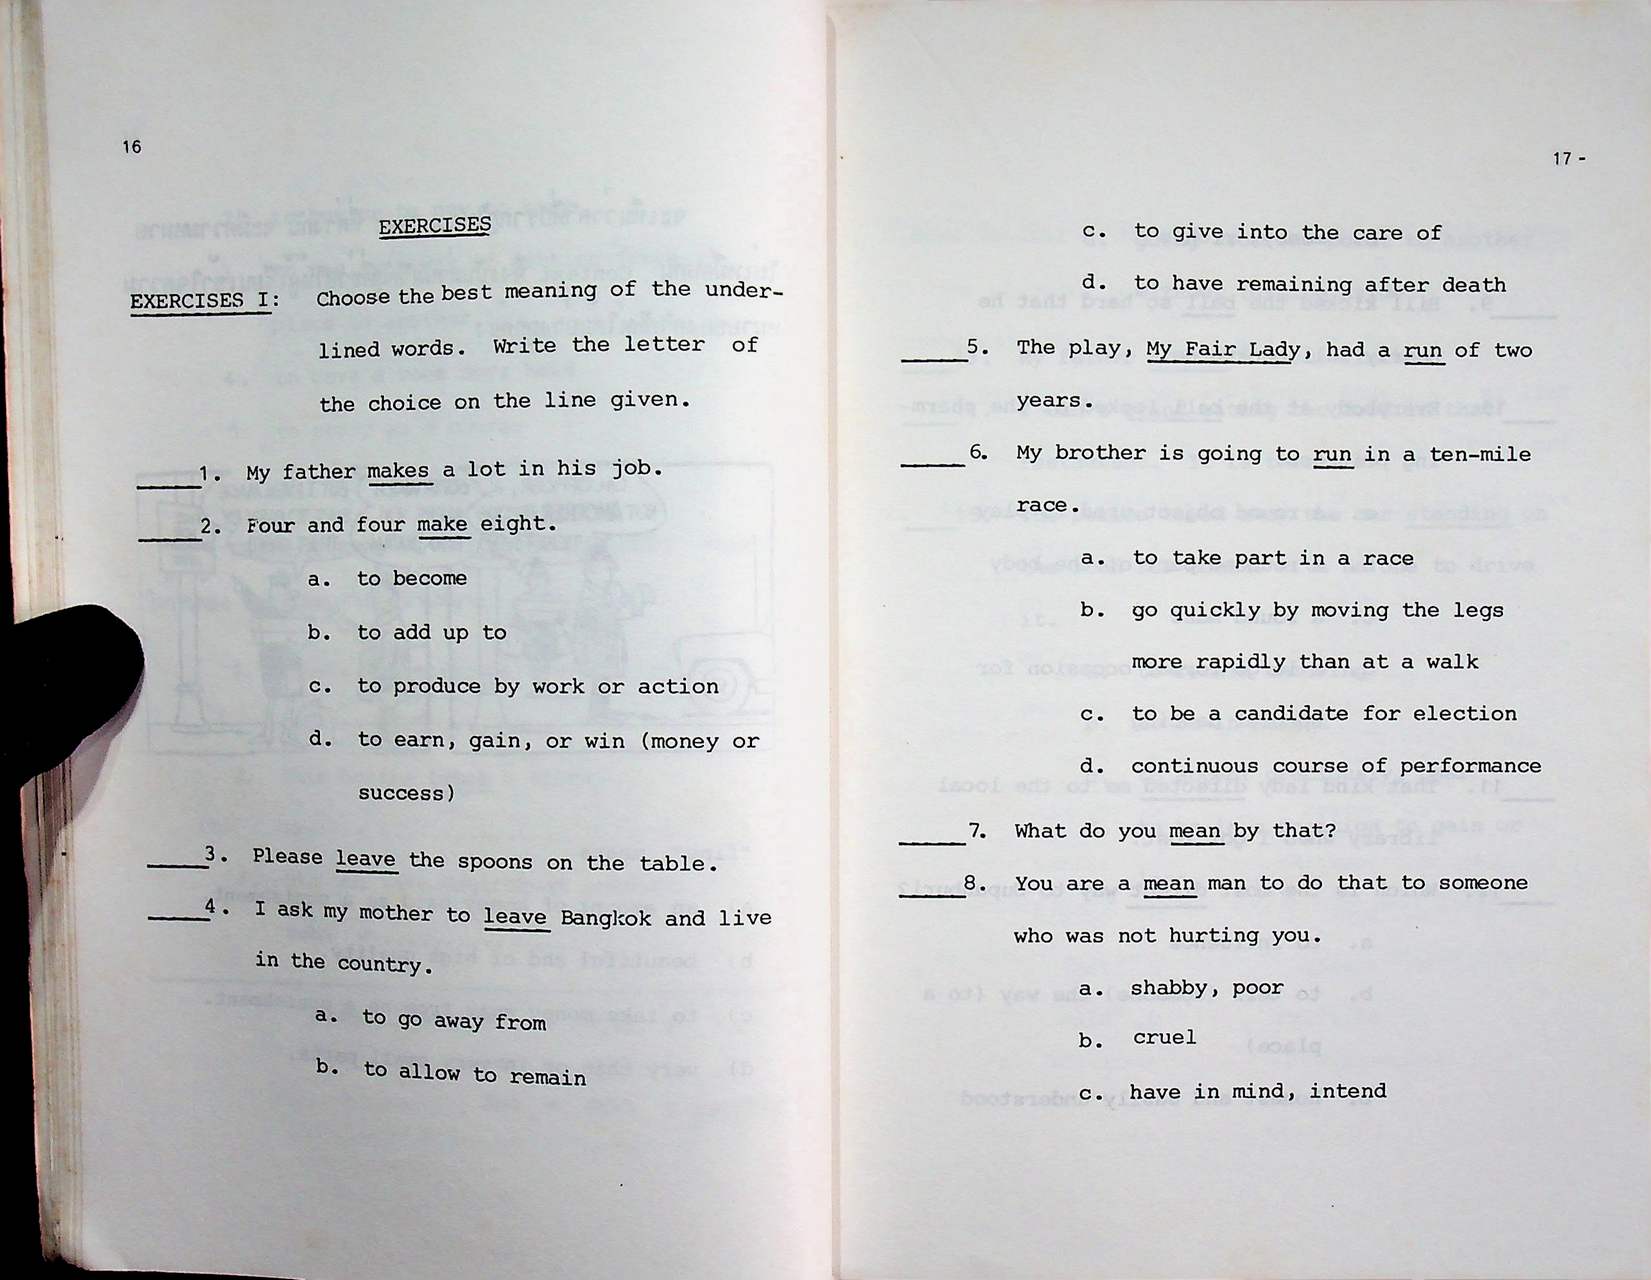 16
EXERCISES
EXERCISES I: Choose the best meaning of the under-
lined words. Write the letter of
the choice on the line given.
_____1. My father makes a lot in his job.
_____2. Four and four make eight.
a. to become
b. to add up to
c. to produce by work or action
d. to earn, gain, or win (money or
success)
_____3. Please leave the spoons on the table.
_____4. I ask my mother to leave Bangkok and live
in the country.
a. to go away from
b. to allow to remain
17 -
c. to give into the care of
d. to have remaining after death
_____5. The play, My Fair Lady, had a run of two
years.
_____6. My brother is going to run in a ten-mile
race.
a. to take part in a race
b. go quickly by moving the legs
more rapidly than at a walk
c. to be a candidate for election
d. continuous course of performance
_____7. What do you mean by that?
_____8. You are a mean man to do that to someone
who was not hurting you.
a. shabby, poor
b. cruel
c. have in mind, intend